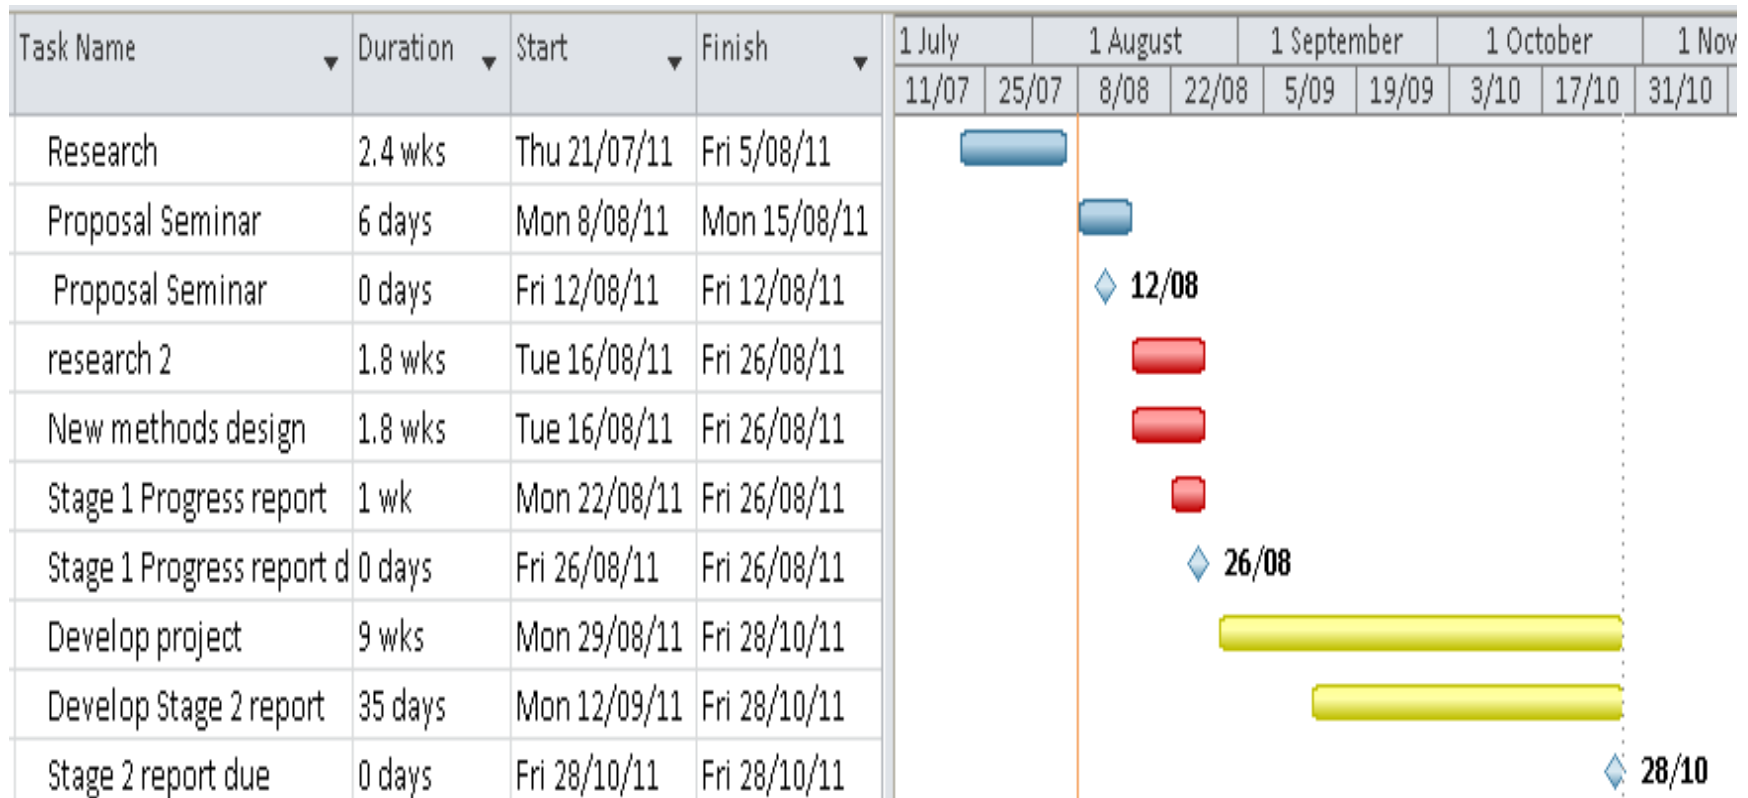 Task Name Duration Start Finish 1 July 1 August 1 September 1 October 1 Nov
11/07 25/07 8/08 22/08 5/09 19/09 3/10 17/10 31/10
Research 2.4 wks Thu 21/07/11 Fri 5/08/11
Proposal Seminar 6 days Mon 8/08/11 Mon 15/08/11
Proposal Seminar 0 days Fri 12/08/11 Fri 12/08/11 12/08
research 2 1.8 wks Tue 16/08/11 Fri 26/08/11
New methods design 1.8 wks Tue 16/08/11 Fri 26/08/11
Stage 1 Progress report 1 wk Mon 22/08/11 Fri 26/08/11
Stage 1 Progress report d 0 days Fri 26/08/11 Fri 26/08/11 26/08
Develop project 9 wks Mon 29/08/11 Fri 28/10/11
Develop Stage 2 report 35 days Mon 12/09/11 Fri 28/10/11
Stage 2 report due 0 days Fri 28/10/11 Fri 28/10/11 28/10